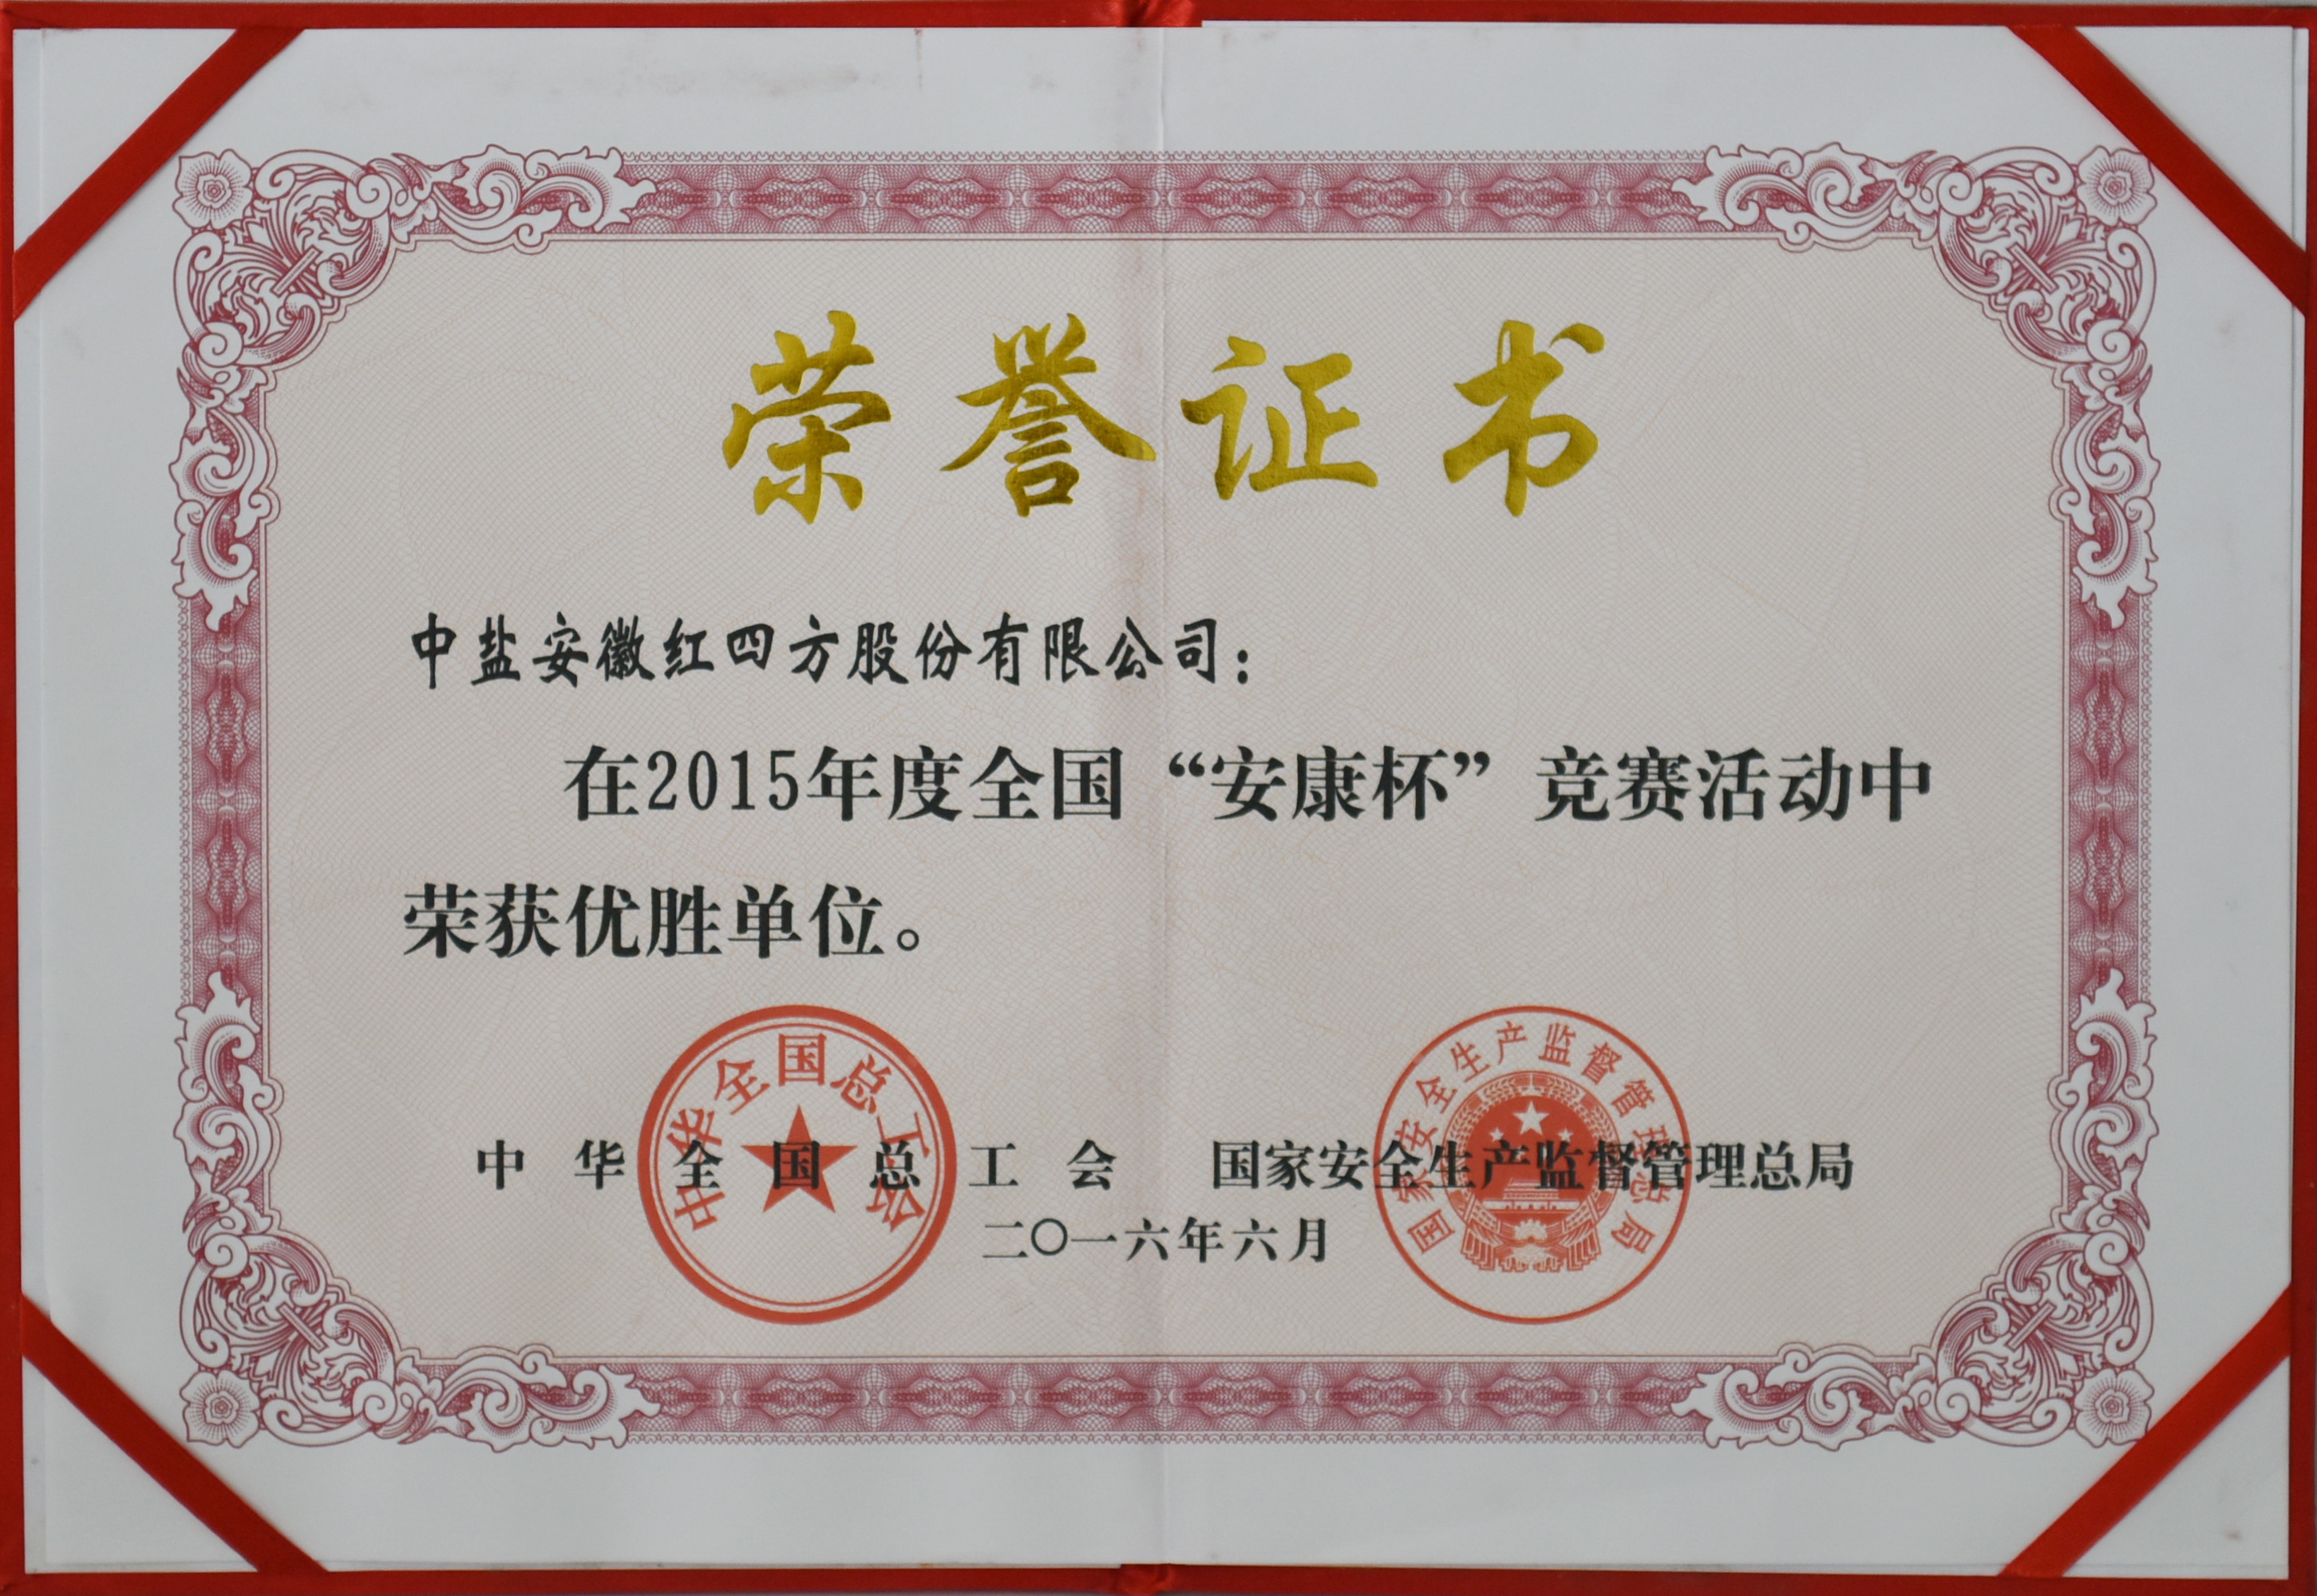 荣誉证书
中盐安徽红四方股份有限公司：
在2015年度全国“安康杯”竞赛活动中
荣获优胜单位。
中华全国总工会
国家安全生产监督管理总局
中华全国总工会 国家安全生产监督管理总局
二〇一六年六月